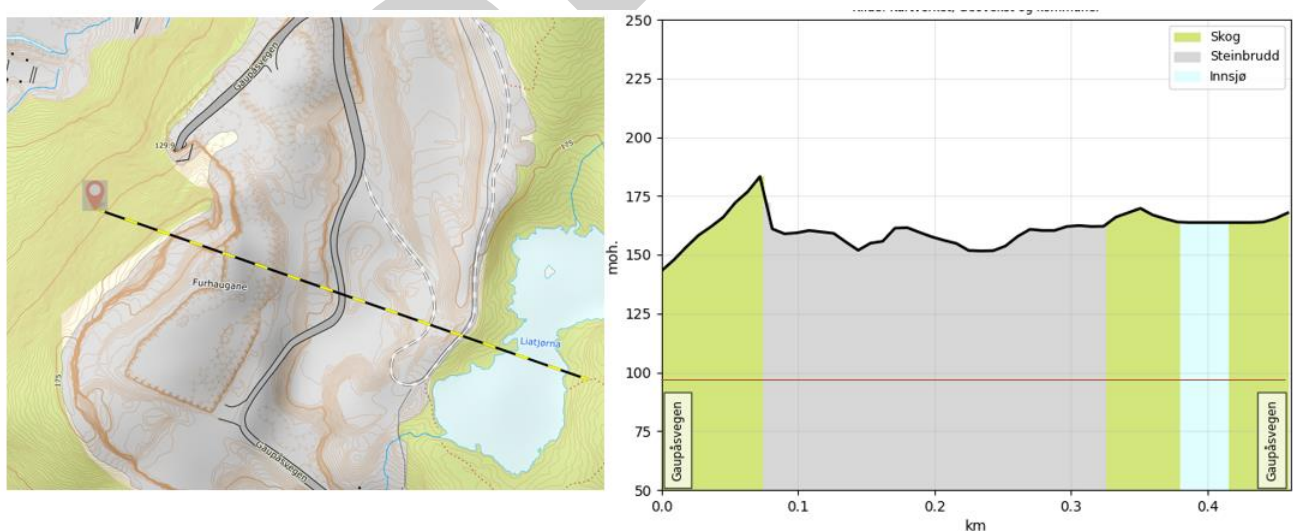 Gaupåsvegen
129.9
175
Furhaugane
Liatjørna
175
Gaupåsvegen
250
225
200
175
150
125
100
75
50
moh.
Skog
Steinbrudd
Innsjø
Gaupåsvegen
Gaupåsvegen
0.0 0.1 0.2 0.3 0.4
km